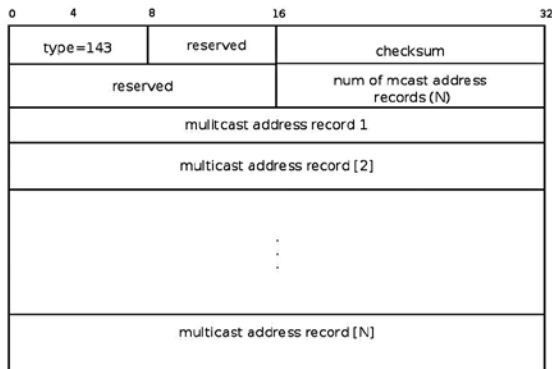 0 4 8 16 32
type=143 reserved checksum
reserved num of mcast address
records (N)
mulitcast address record 1
multicast address record [2]
multicast address record [N]